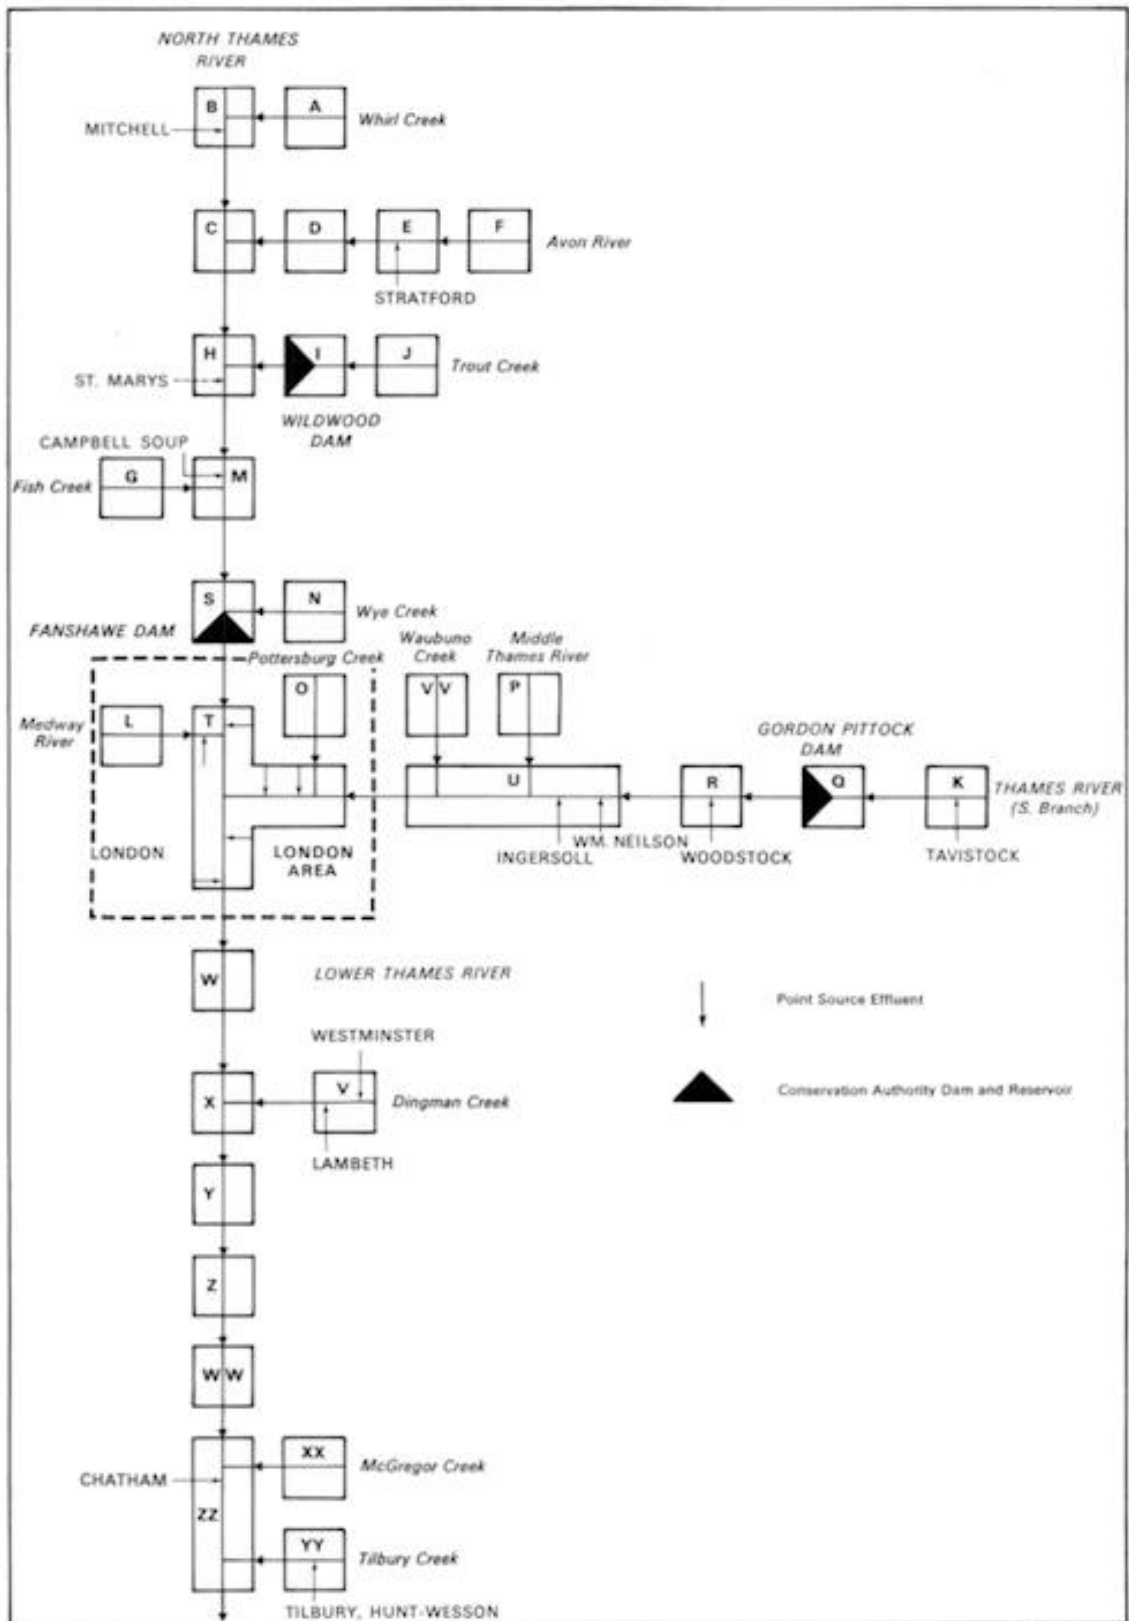 NORTH THAMES
RIVER
B
A
Whirl Creek
MITCHELL
C
D
E
F
Avon River
STRATFORD
H
I
J
Trout Creek
ST. MARYS
WILDWOOD
DAM
CAMPBELL SOUP
G
M
Fish Creek
S
N
Wye Creek
FANSHAWE DAM
Pottersburg Creek
Waubuno
Creek
Middle
Thames River
O
VV
P
L
T
Medway
River
GORDON PITTOCK
DAM
U
R
Q
K
THAMES RIVER
(S. Branch)
WM. NEILSON
LONDON
LONDON
AREA
INGERSOLL
WOODSTOCK
TAVISTOCK
W
LOWER THAMES RIVER
Point Source Effluent
WESTMINSTER
X
V
Dingman Creek
Conservation Authority Dam and Reservoir
LAMBETH
Y
Z
WW
XX
McGregor Creek
CHATHAM
ZZ
YY
Tilbury Creek
TILBURY, HUNT-WESSON